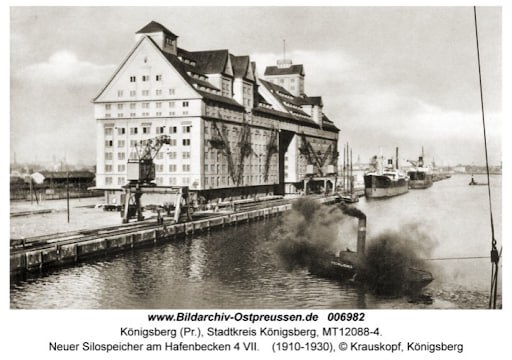 www.Bildarchiv-Ostpreussen.de 006982
Königsberg (Pr.), Stadtkreis Königsberg, MT12088-4.
Neuer Silospeicher am Hafenbecken 4 VII. (1910-1930), © Krauskopf, Königsberg